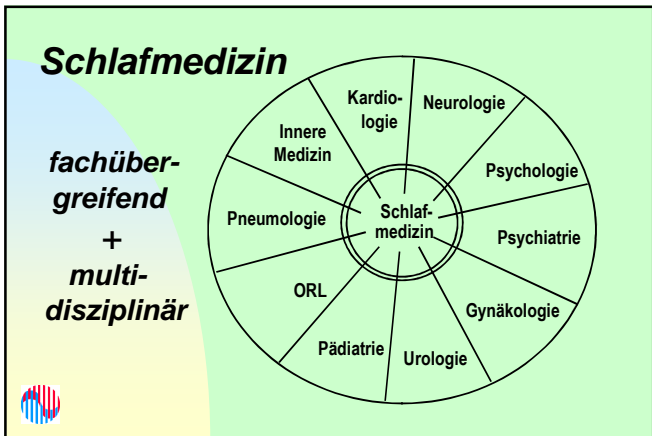 Schlafmedizin
fachüber-
greifend
+
multi-
disziplinär
Kardio-
logie
Neurologie
Psychologie
Psychiatrie
Gynäkologie
Urologie
Pädiatrie
ORL
Pneumologie
Innere
Medizin
Schlaf-
medizin